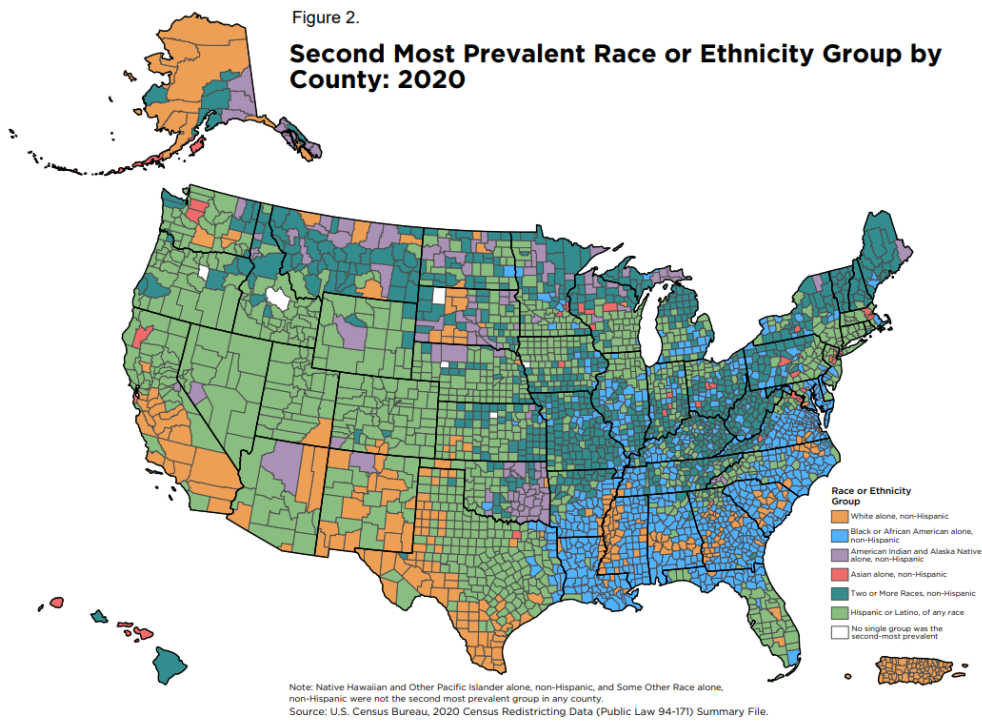 Figure 2.
Second Most Prevalent Race or Ethnicity Group by
County: 2020
Race or Ethnicity
Group
White alone, non-Hispanic
Black or African American alone,
non-Hispanic
American Indian and Alaska Native
alone, non-Hispanic
Asian alone, non-Hispanic
Two or More Races, non-Hispanic
Hispanic or Latino, of any race
No single group was the
second-most prevalent
Note: Native Hawaiian and Other Pacific Islander alone, non-Hispanic, and Some Other Race alone,
non-Hispanic were not the second most prevalent group in any county.
Source: U.S. Census Bureau, 2020 Census Redistricting Data (Public Law 94-171) Summary File.